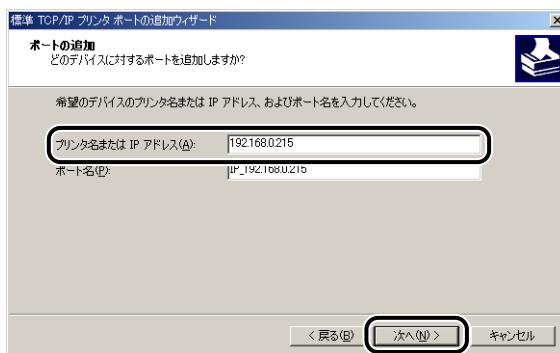 標準 TCP/IP プリンタ ポートの追加ウィザード
ポートの追加
どのデバイスに対するポートを追加しますか?
希望のデバイスのプリンタ名または IP アドレス、およびポート名を入力してください。
プリンタ名または IP アドレス(A): 192.168.0.215
ポート名(P): IP_192.168.0.215
< 戻る(B) 次へ(N) > キャンセル